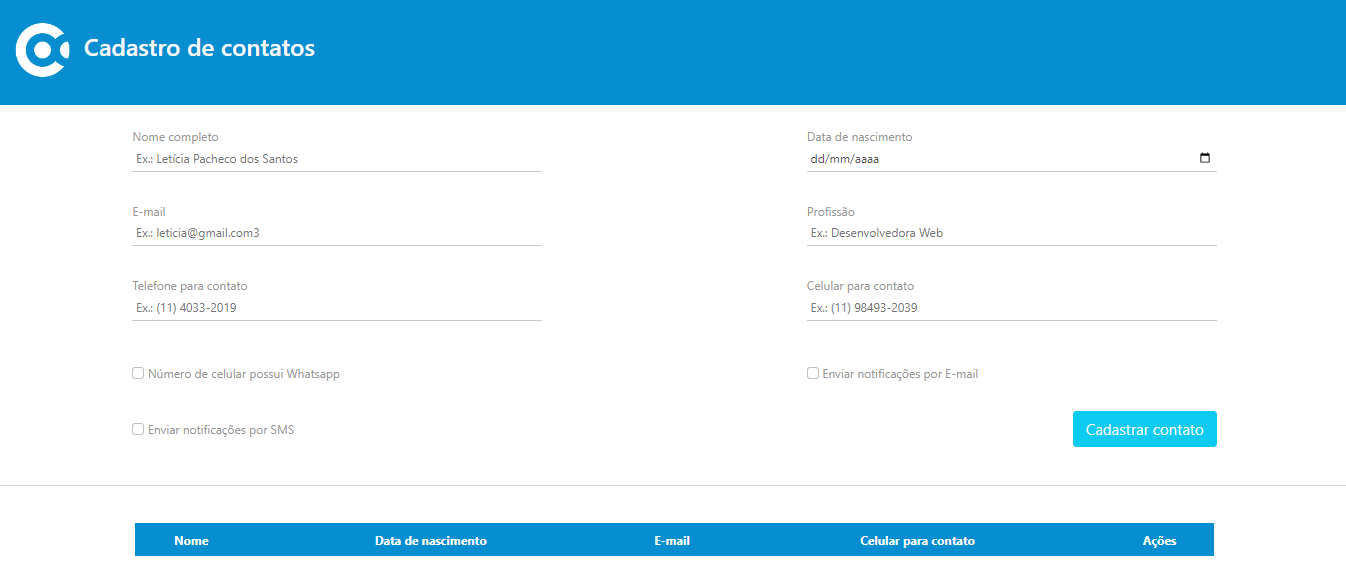 Cadastro de contatos
Nome completo
Ex.: Letícia Pacheco dos Santos
Data de nascimento
dd/mm/aaaa
E-mail
Ex.: leticia@gmail.com3
Profissão
Ex.: Desenvolvedora Web
Telefone para contato
Ex.: (11) 4033-2019
Celular para contato
Ex.: (11) 98493-2039
Número de celular possui Whatsapp
Enviar notificações por E-mail
Enviar notificações por SMS
Cadastrar contato
Nome Data de nascimento E-mail Celular para contato Ações